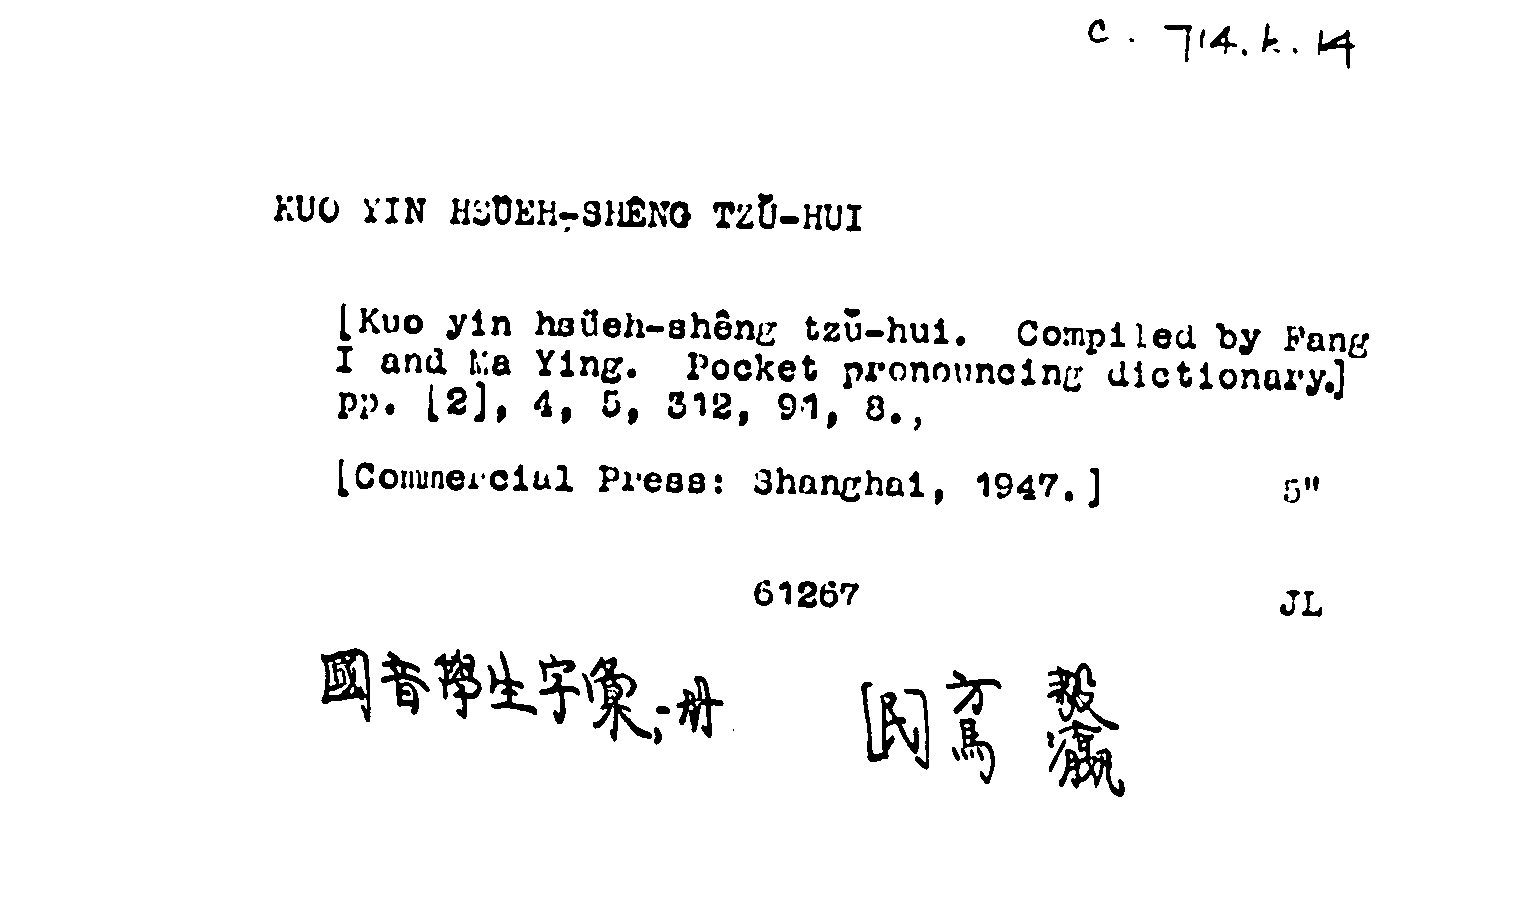 C. 714.k.14
KUO YIN HSÜEH-SHÊNG TZŬ-HUI
[Kuo yin hsüeh-shêng tzŭ-hui. Compiled by Fang
I and Ma Ying. Pocket pronouncing dictionary.]
pp. [2], 4, 5, 312, 91, 8.,
[Commercial Press: Shanghai, 1947.] 5"
61267 JL
國音學生字彙,一册 [民] 方毅
馬瀛